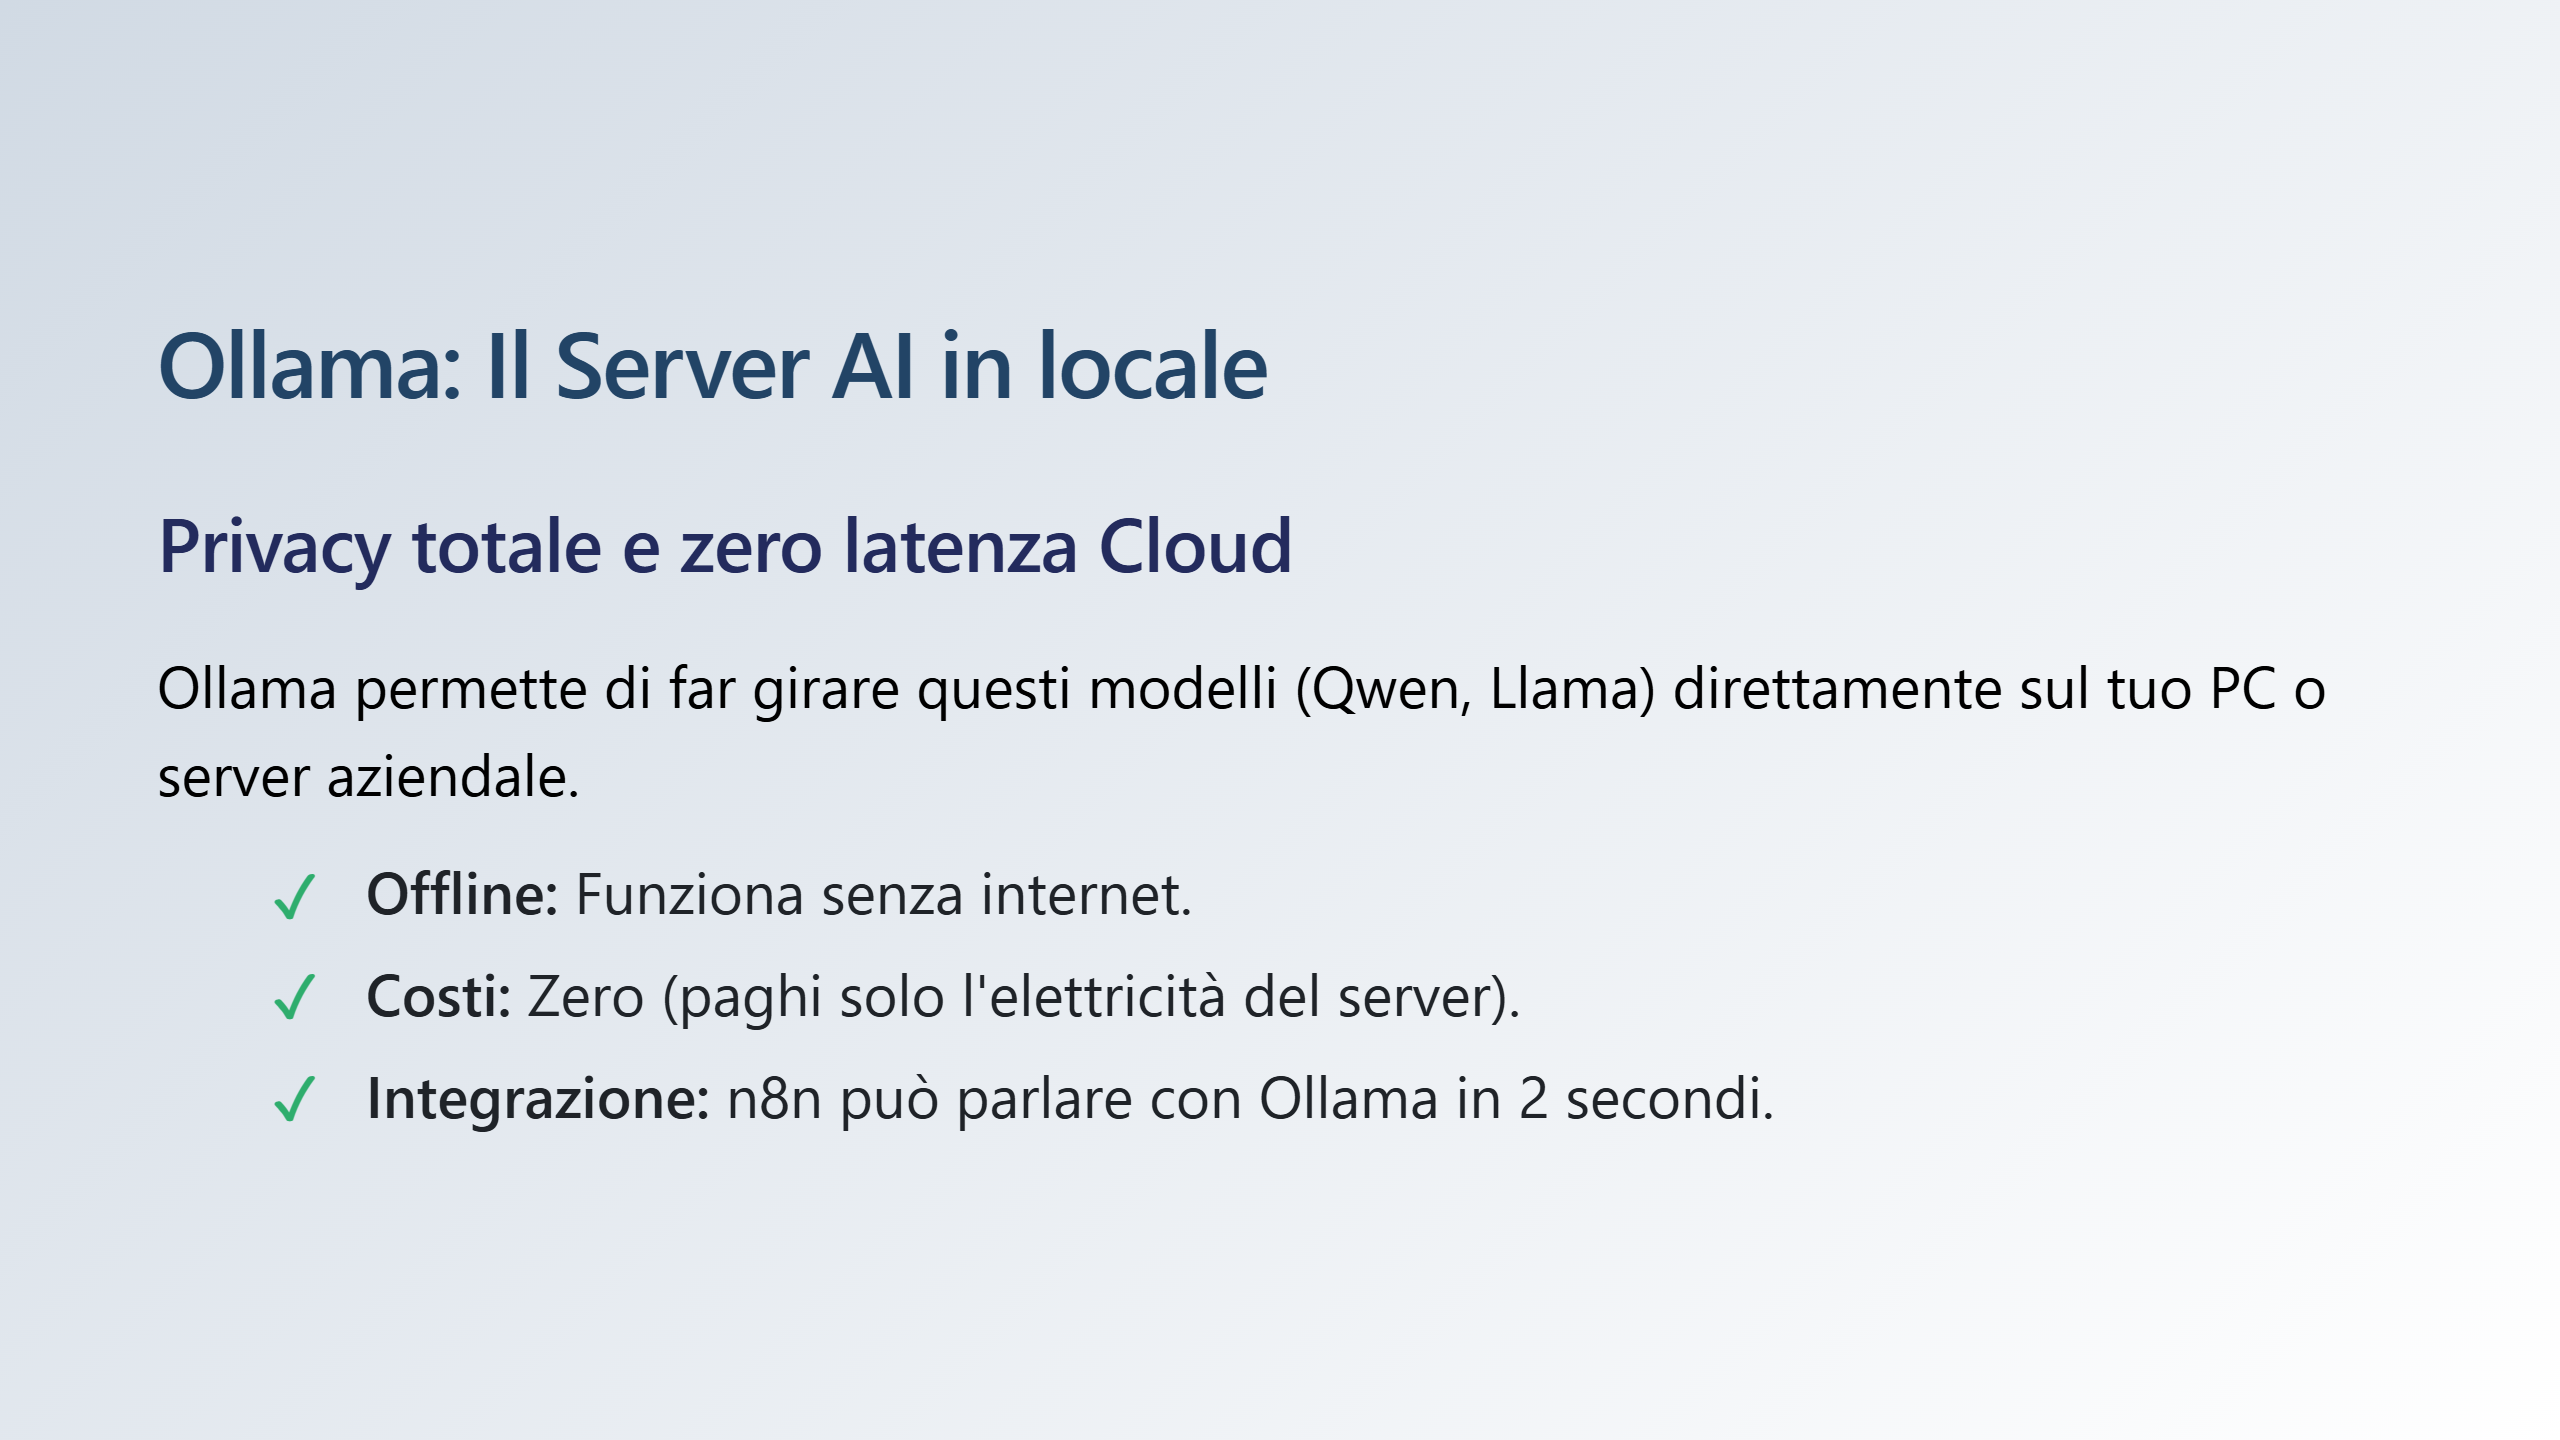 Ollama: Il Server AI in locale
Privacy totale e zero latenza Cloud
Ollama permette di far girare questi modelli (Qwen, Llama) direttamente sul tuo PC o
server aziendale.
✓ Offline: Funziona senza internet.
✓ Costi: Zero (paghi solo l'elettricità del server).
✓ Integrazione: n8n può parlare con Ollama in 2 secondi.